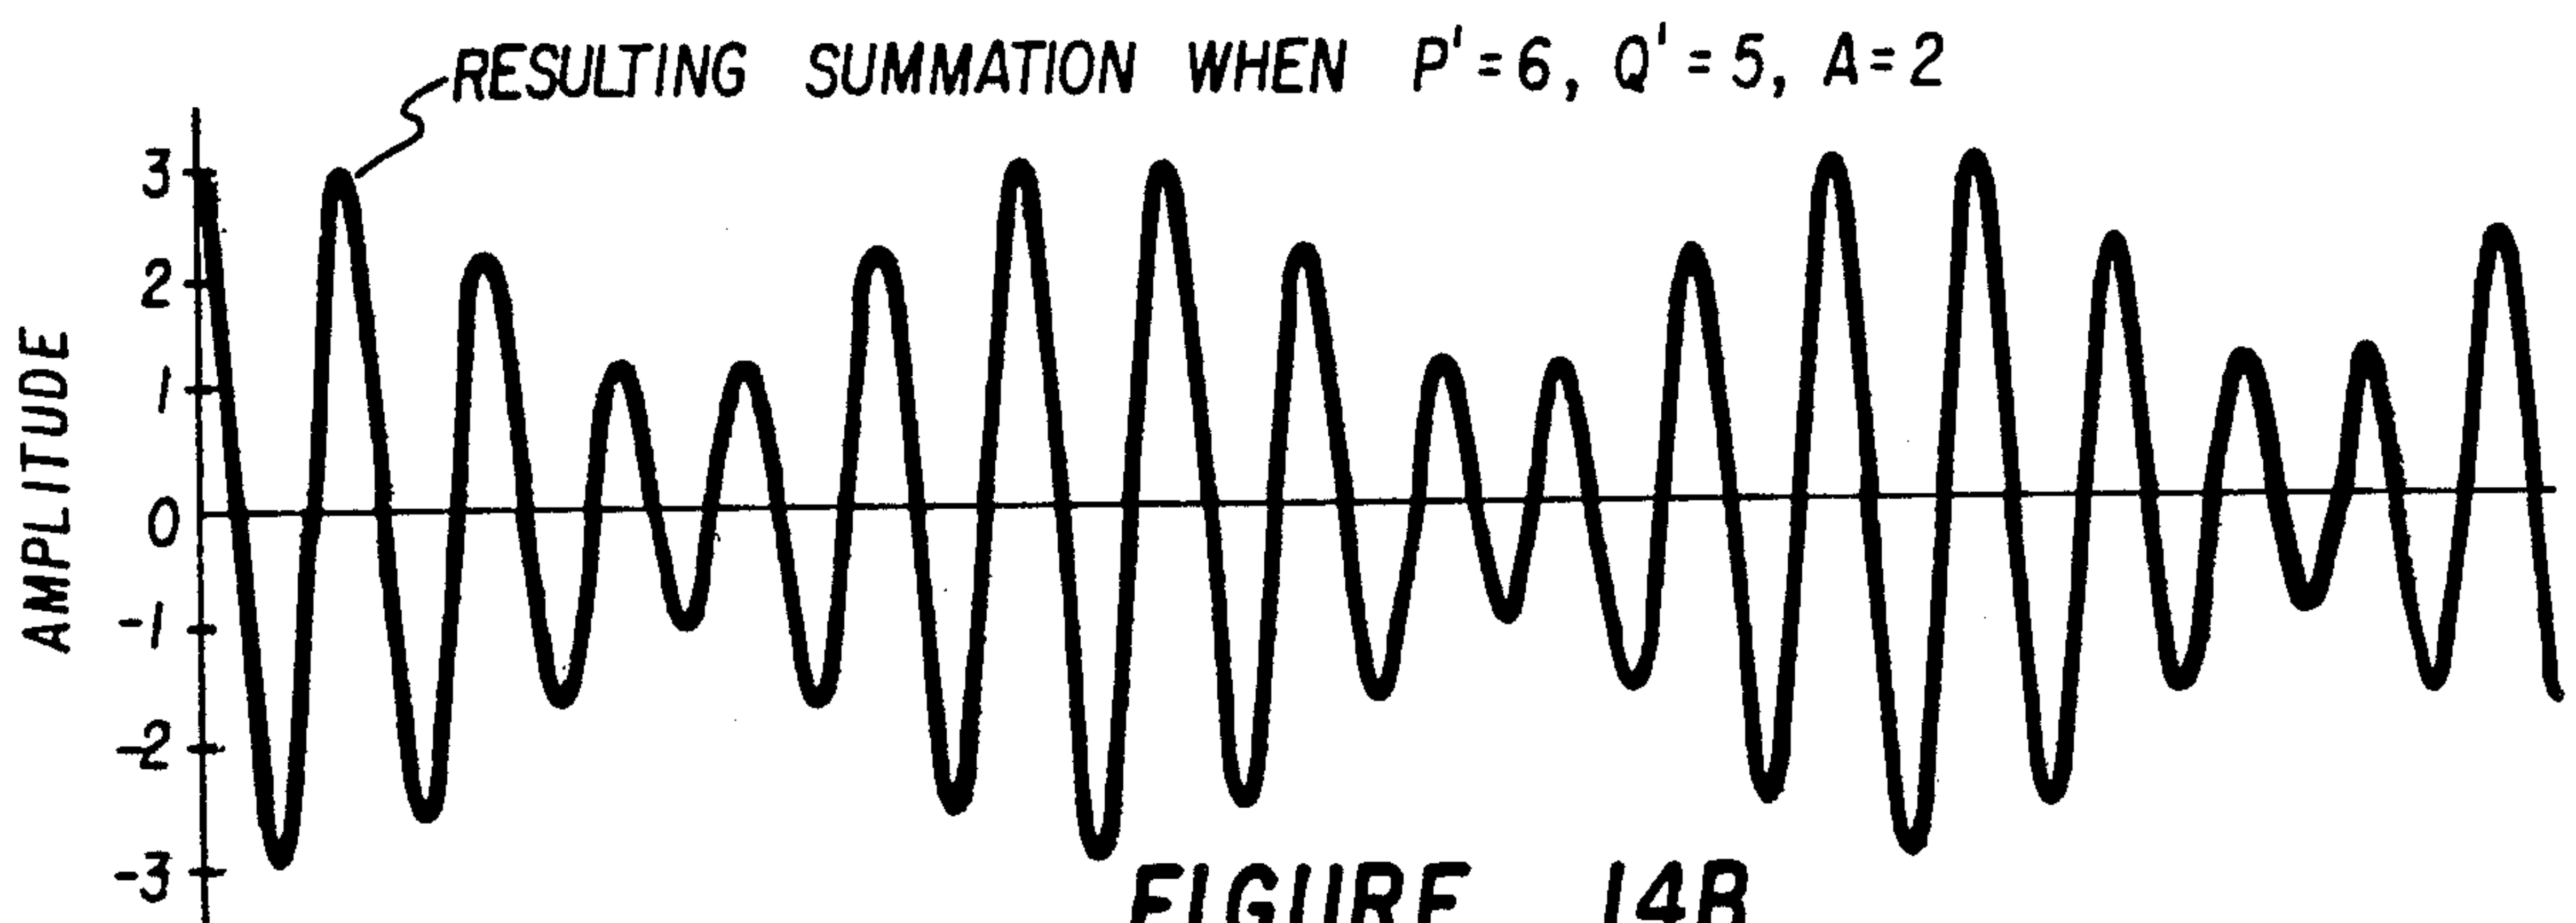 RESULTING SUMMATION WHEN P'=6, Q'=5, A=2
3
2
1
0
-1
-2
-3
AMPLITUDE
FIGURE 14B